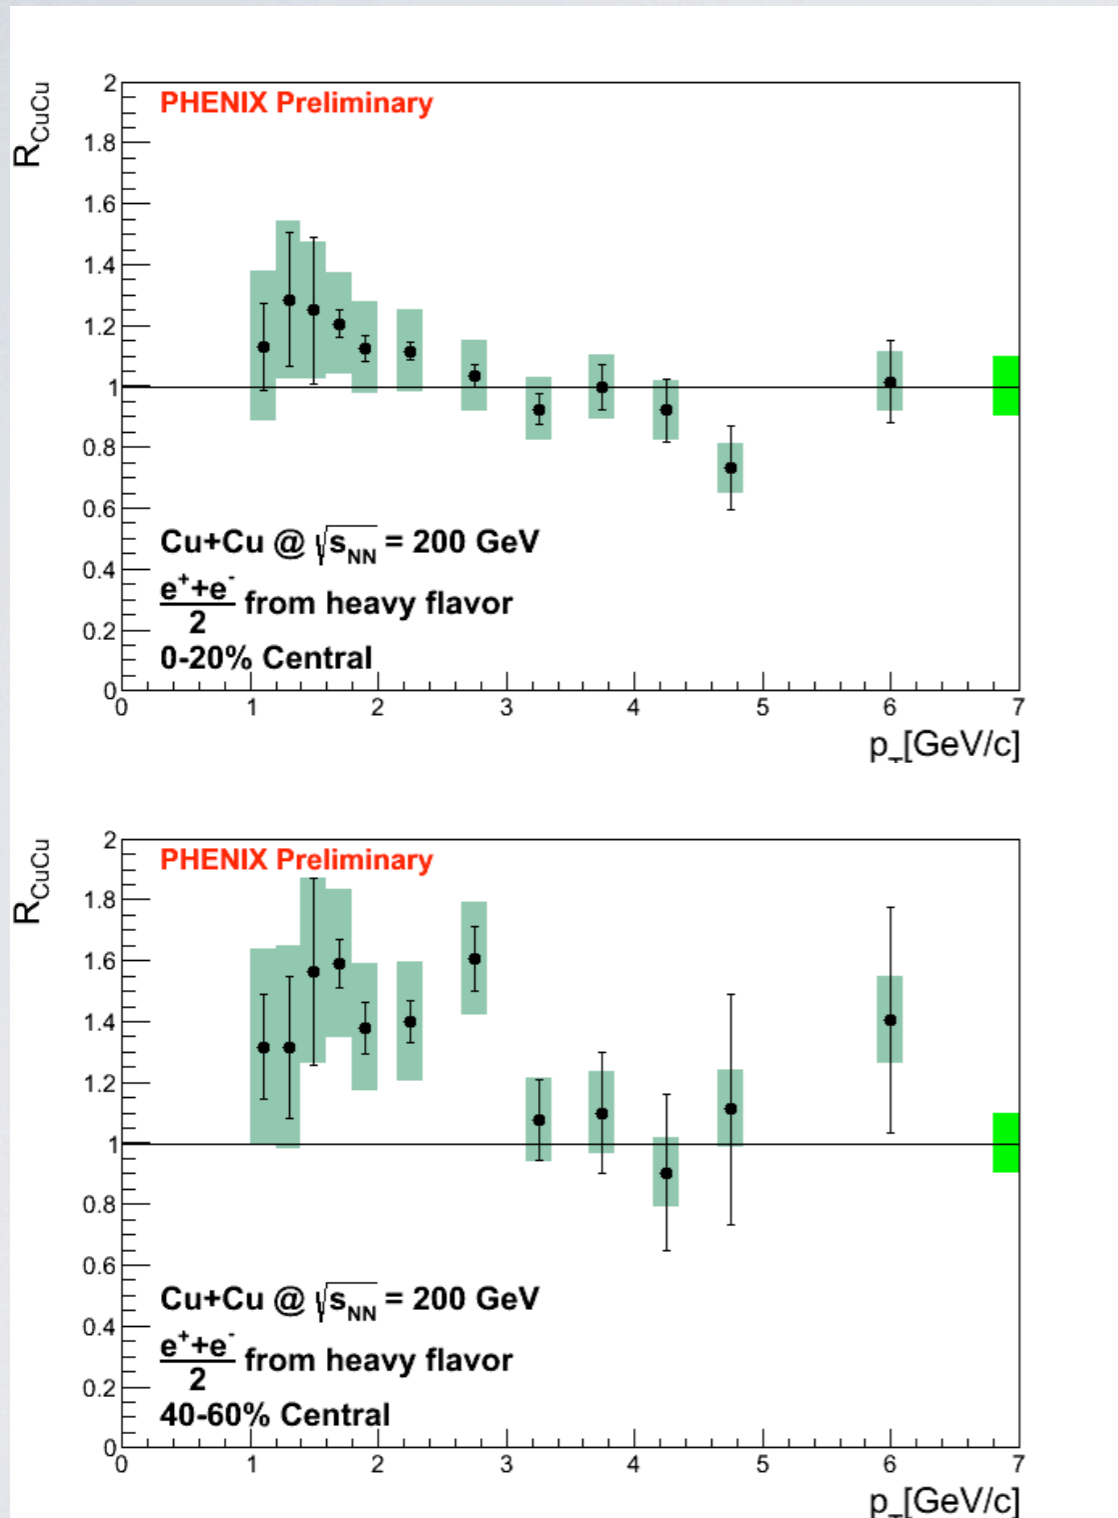 PHENIX Preliminary
R_CuCu
2
1.8
1.6
1.4
1.2
1
0.8
0.6
0.4
0.2
0
Cu+Cu @ √s_NN = 200 GeV
e⁺+e⁻/2 from heavy flavor
0-20% Central
0 1 2 3 4 5 6 7
p_T[GeV/c]
PHENIX Preliminary
R_CuCu
2
1.8
1.6
1.4
1.2
1
0.8
0.6
0.4
0.2
0
Cu+Cu @ √s_NN = 200 GeV
e⁺+e⁻/2 from heavy flavor
40-60% Central
0 1 2 3 4 5 6 7
p_T[GeV/c]